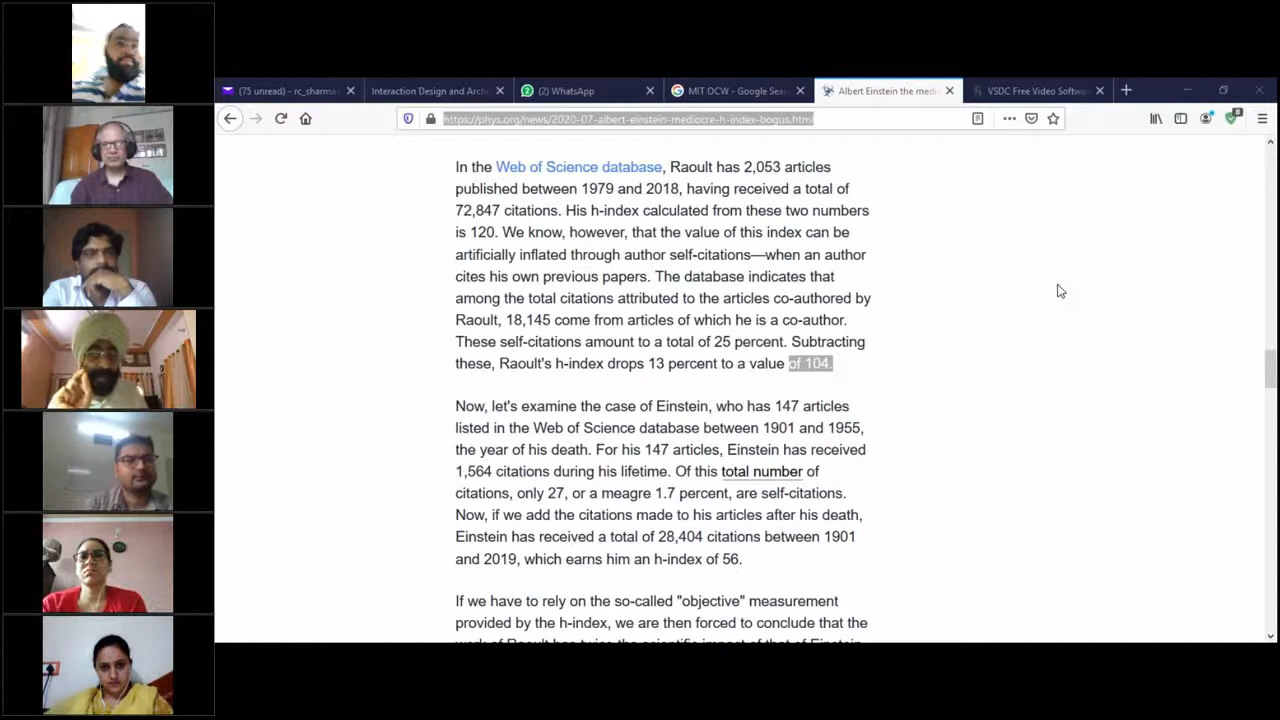 (75 unread) - rc_sharma
Interaction Design and Arch
(2) WhatsApp
MIT OCW - Google Sea
Albert Einstein the medi
VSDC Free Video Softwa
https://phys.org/news/2020-07-albert-einstein-mediocre-h-index-bogus.html
In the Web of Science database, Raoult has 2,053 articles
published between 1979 and 2018, having received a total of
72,847 citations. His h-index calculated from these two numbers
is 120. We know, however, that the value of this index can be
artificially inflated through author self-citations—when an author
cites his own previous papers. The database indicates that
among the total citations attributed to the articles co-authored by
Raoult, 18,145 come from articles of which he is a co-author.
These self-citations amount to a total of 25 percent. Subtracting
these, Raoult's h-index drops 13 percent to a value of 104.
Now, let's examine the case of Einstein, who has 147 articles
listed in the Web of Science database between 1901 and 1955,
the year of his death. For his 147 articles, Einstein has received
1,564 citations during his lifetime. Of this total number of
citations, only 27, or a meagre 1.7 percent, are self-citations.
Now, if we add the citations made to his articles after his death,
Einstein has received a total of 28,404 citations between 1901
and 2019, which earns him an h-index of 56.
If we have to rely on the so-called "objective" measurement
provided by the h-index, we are then forced to conclude that the
work of Raoult has twice the scientific impact of that of Einstein